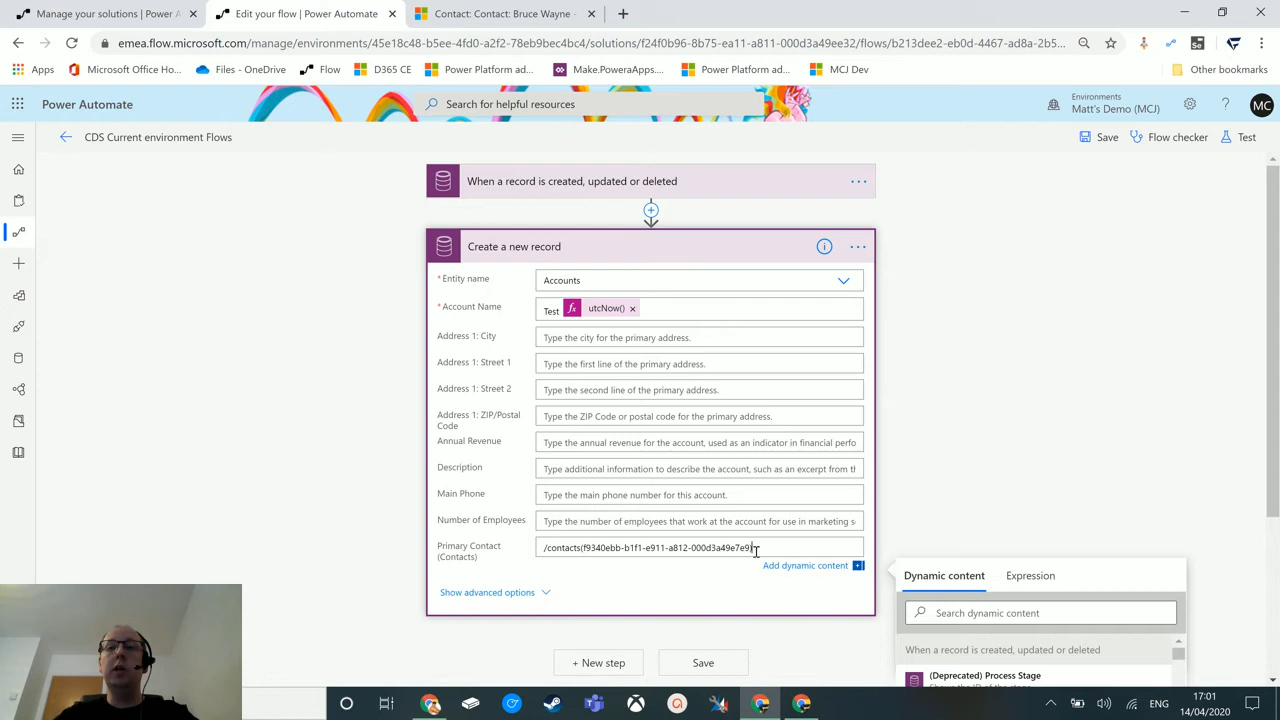 Manage your solutions | Power A
Edit your flow | Power Automate
Contact: Contact: Bruce Wayne -
emea.flow.microsoft.com/manage/environments/45e18c48-b5ee-4fd0-a2f2-78eb9bec4bc4/solutions/f24f0b96-8b75-ea11-a811-000d3a49ee32/flows/b213dee2-eb0d-4467-ad8a-2b5...
Se
Apps
Microsoft Office Ho...
Files - OneDrive
Flow
D365 CE
Power Platform ad...
Make.PoweraApps....
Power Platform ad...
MCJ Dev
Other bookmarks
Power Automate
Search for helpful resources
Environments
Matt's Demo (MCJ)
?
MC
CDS Current environment Flows
Save
Flow checker
Test
When a record is created, updated or deleted
Create a new record
* Entity name
Accounts
* Account Name
Test
fx
utcNow()
Address 1: City
Type the city for the primary address.
Address 1: Street 1
Type the first line of the primary address.
Address 1: Street 2
Type the second line of the primary address.
Address 1: ZIP/Postal
Code
Type the ZIP Code or postal code for the primary address.
Annual Revenue
Type the annual revenue for the account, used as an indicator in financial perfo
Description
Type additional information to describe the account, such as an excerpt from th
Main Phone
Type the main phone number for this account.
Number of Employees
Type the number of employees that work at the account for use in marketing s
Primary Contact
(Contacts)
/contacts(f9340ebb-b1f1-e911-a812-000d3a49e7e9)
Add dynamic content
Show advanced options
Dynamic content
Expression
Search dynamic content
When a record is created, updated or deleted
(Deprecated) Process Stage
Shows the ID of the stage.
+ New step
Save
ENG
17:01
14/04/2020